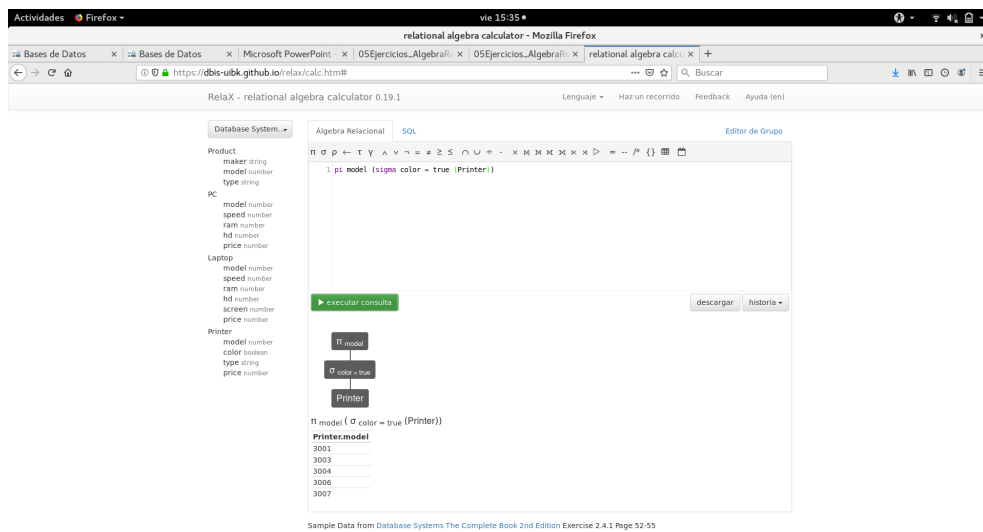 Actividades Firefox ▾ vie 15:35 ●
relational algebra calculator - Mozilla Firefox
Bases de Datos × Bases de Datos × Microsoft PowerPoint - × 05Ejercicios_AlgebraRe × 05Ejercicios_AlgebraRe × relational algebra calcu × +
https://dbis-uibk.github.io/relax/calc.htm# ··· Buscar
RelaX - relational algebra calculator 0.19.1 Lenguaje ▾ Haz un recorrido Feedback Ayuda (en)
Database System... ▾ Álgebra Relacional SQL Editor de Grupo
π σ ρ ← τ γ ∧ ∨ ¬ = ≠ ≥ ≤ ∩ ∪ ÷ - × ⨝ ⟕ ⟖ ⟗ ⋉ ⋊ ▷ = -- /* {}
1 pi model (sigma color = true (Printer))
Product
maker string
model number
type string
PC
model number
speed number
ram number
hd number
price number
Laptop
model number
speed number
ram number
hd number
screen number
price number
Printer
model number
color boolean
type string
price number
▶ executar consulta descargar historia ▾
π model
σ color = true
Printer
π model ( σ color = true (Printer))
Printer.model
3001
3003
3004
3006
3007
Sample Data from Database Systems The Complete Book 2nd Edition Exercise 2.4.1 Page 52-55